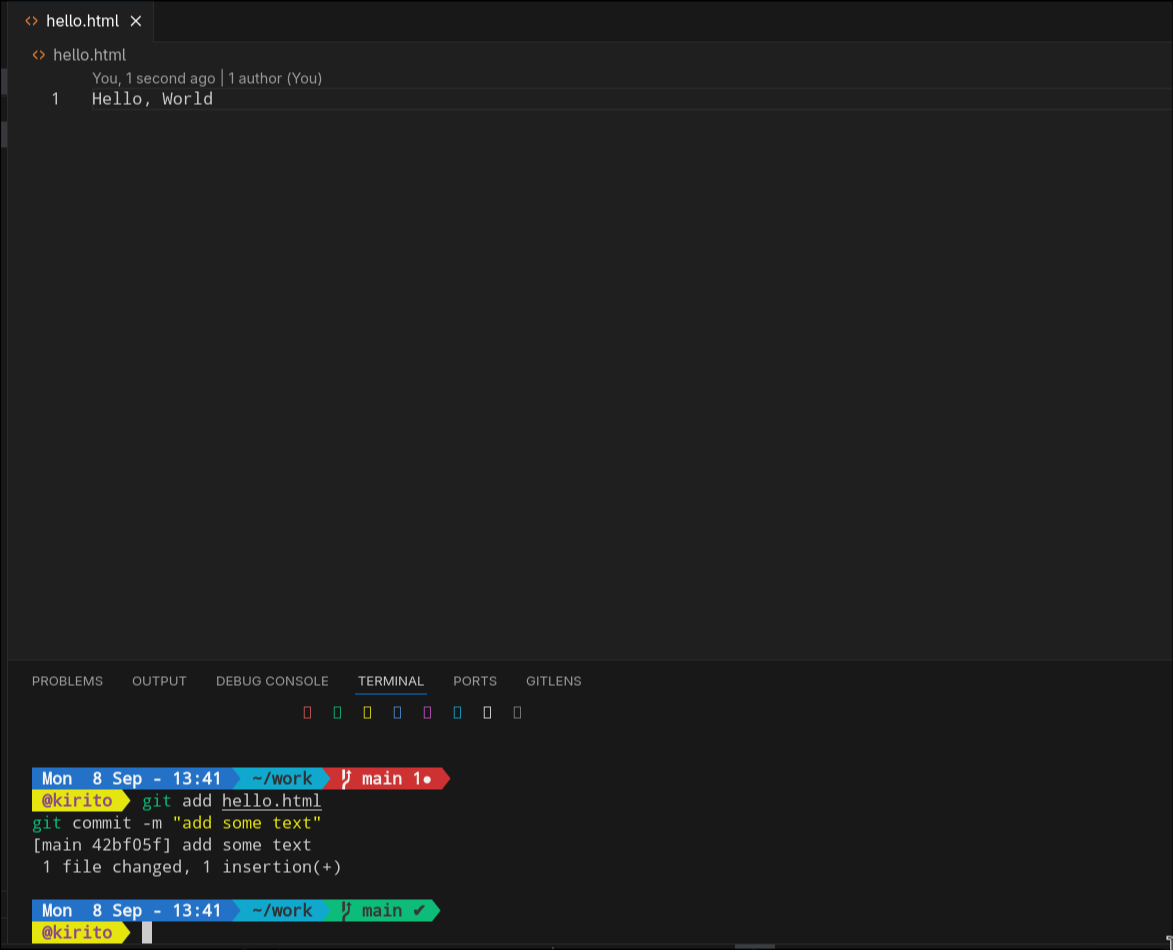 hello.html
hello.html
You, 1 second ago | 1 author (You)
1 Hello, World
PROBLEMS OUTPUT DEBUG CONSOLE TERMINAL PORTS GITLENS
Mon  8 Sep - 13:41 ~/work main 1●
@kirito git add hello.html
git commit -m "add some text"
[main 42bf05f] add some text
1 file changed, 1 insertion(+)
Mon  8 Sep - 13:41 ~/work main ✔
@kirito